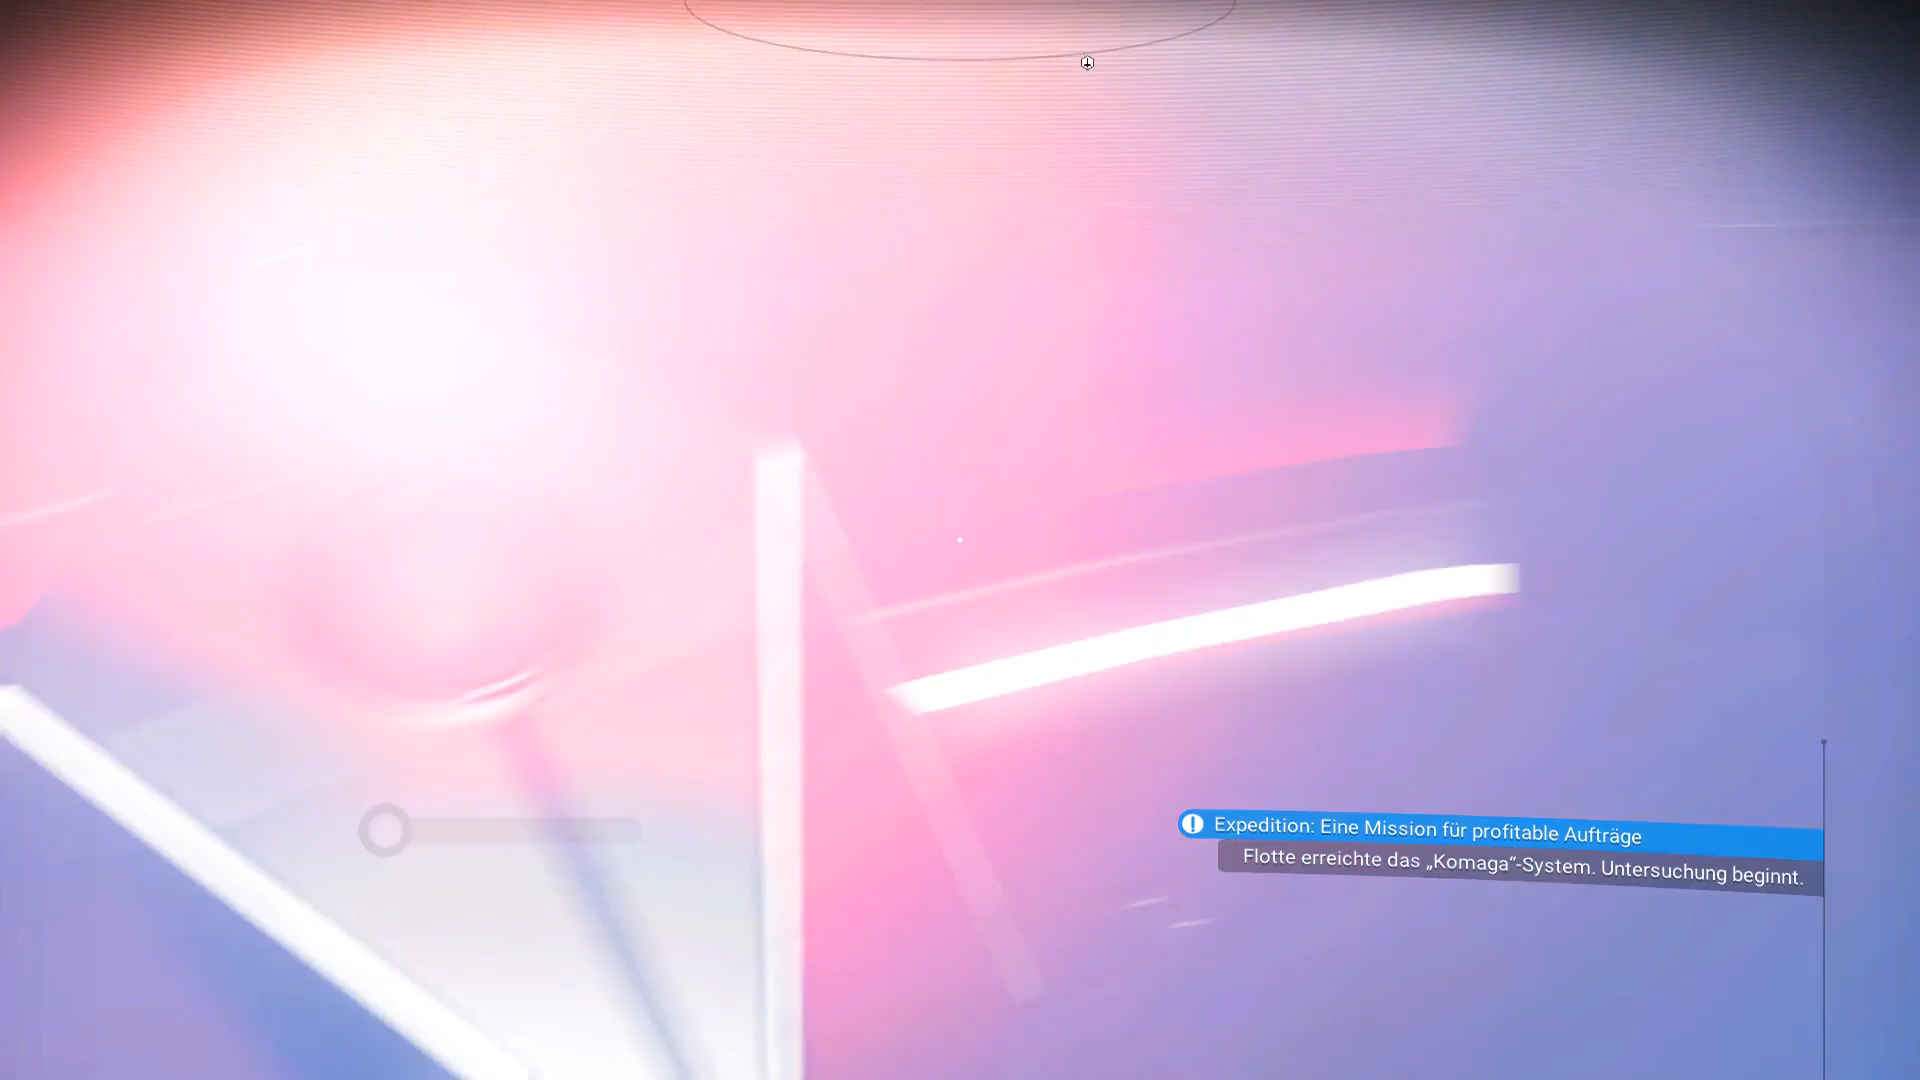 Expedition: Eine Mission für profitable Aufträge
Flotte erreichte das „Komaga“-System. Untersuchung beginnt.